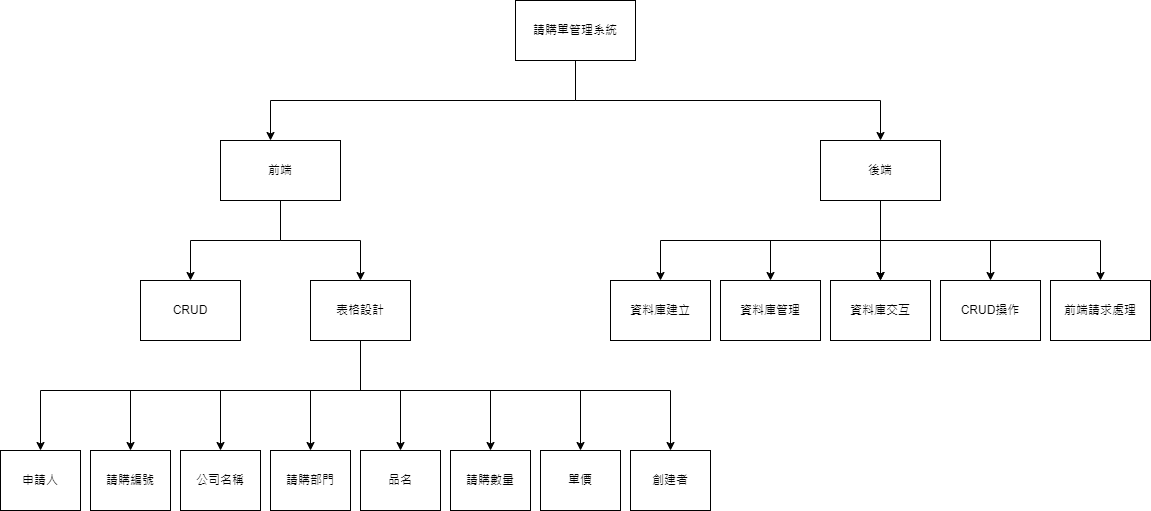 請購單管理系統
前端
後端
CRUD
表格設計
資料庫建立
資料庫管理
資料庫交互
CRUD操作
前端請求處理
申請人
請購編號
公司名稱
請購部門
品名
請購數量
單價
創建者